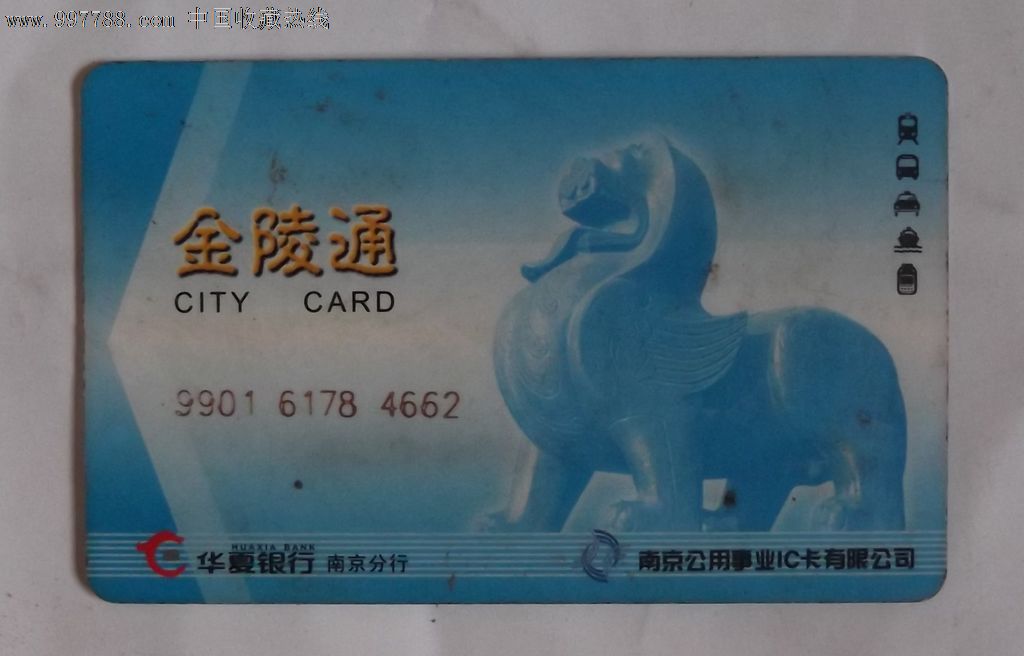 www.997788.com 中国收藏热线
金陵通
CITY CARD
9901 6178 4662
HUAXIA BANK
华夏银行 南京分行
南京公用事业IC卡有限公司